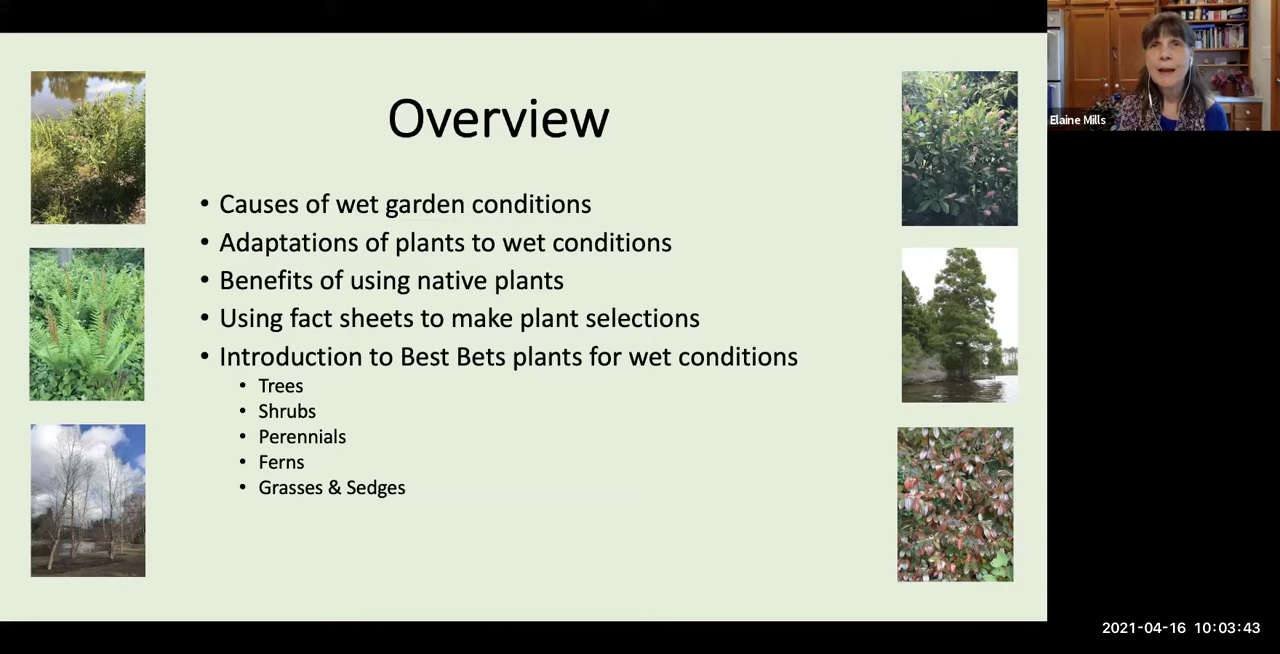 Overview
• Causes of wet garden conditions
• Adaptations of plants to wet conditions
• Benefits of using native plants
• Using fact sheets to make plant selections
• Introduction to Best Bets plants for wet conditions
• Trees
• Shrubs
• Perennials
• Ferns
• Grasses & Sedges
Elaine Mills
2021-04-16 10:03:43